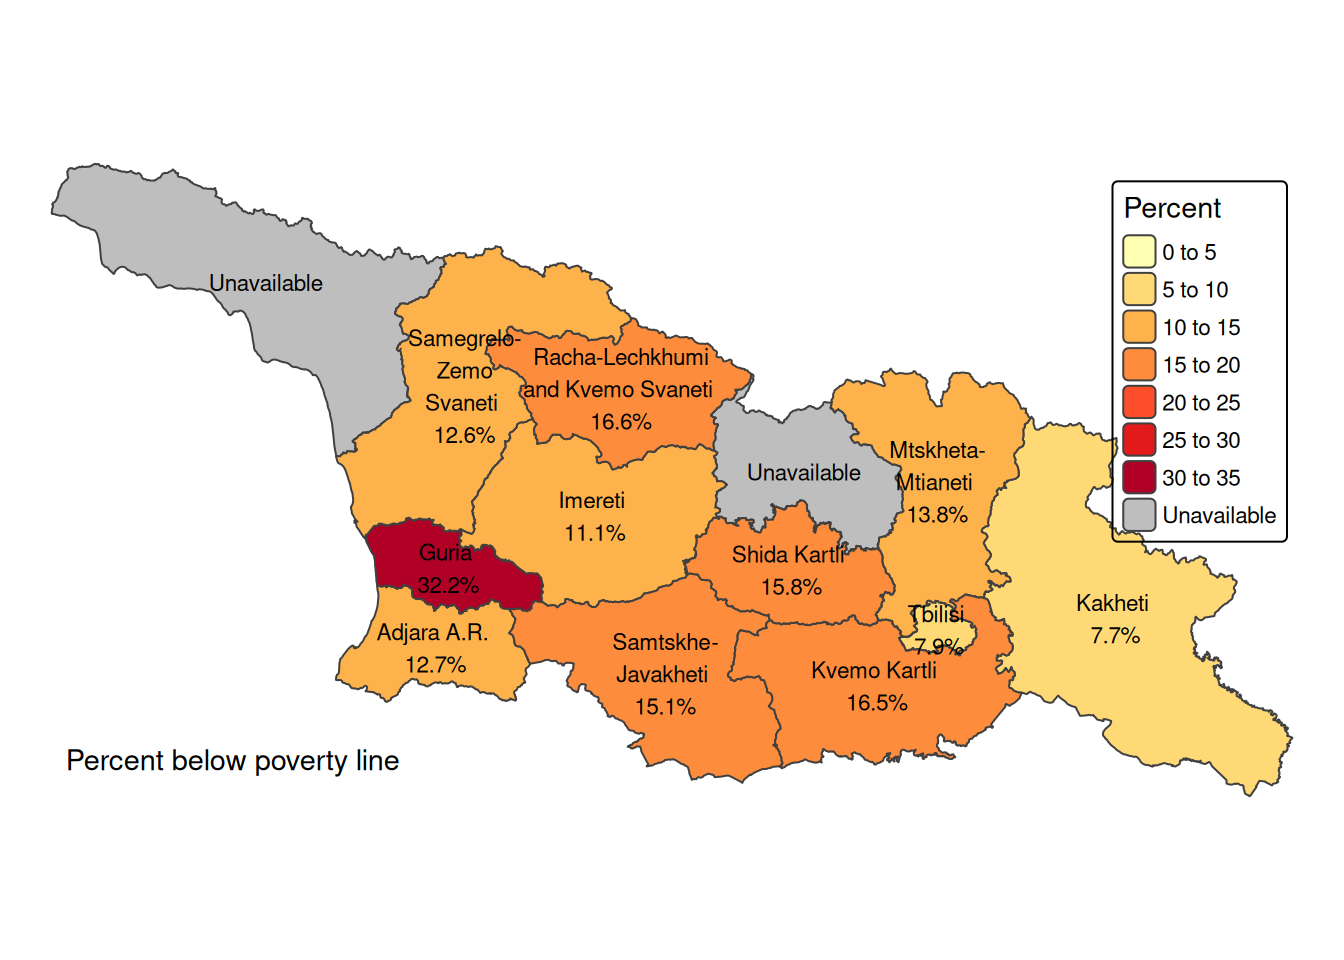 Unavailable
Samegrelo-
Zemo
Svaneti
12.6%
Racha-Lechkhumi
and Kvemo Svaneti
16.6%
Imereti
11.1%
Unavailable
Mtskheta-
Mtianeti
13.8%
Guria
32.2%
Shida Kartli
15.8%
Adjara A.R.
12.7%
Samtskhe-
Javakheti
15.1%
Kvemo Kartli
16.5%
Tbilisi
7.9%
Kakheti
7.7%
Percent
0 to 5
5 to 10
10 to 15
15 to 20
20 to 25
25 to 30
30 to 35
Unavailable
Percent below poverty line